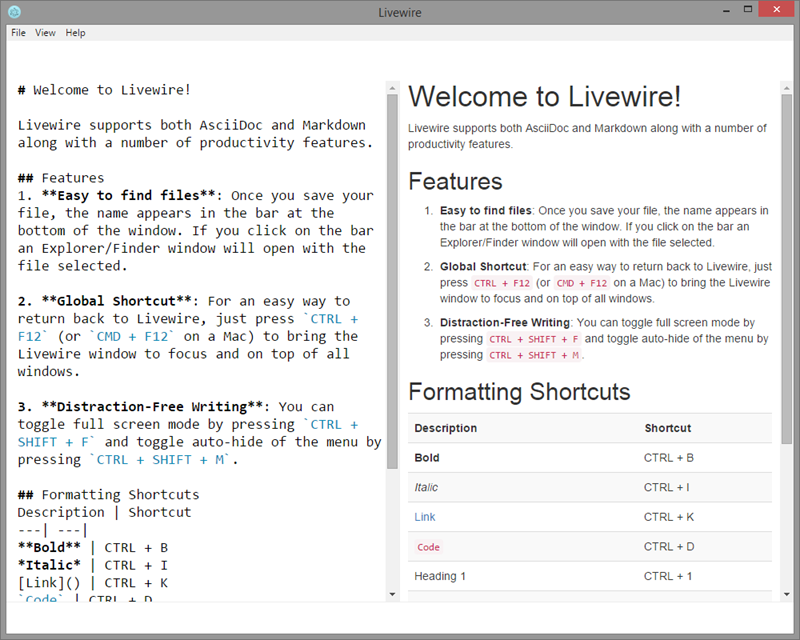 Livewire
File View Help
# Welcome to Livewire!
Livewire supports both AsciiDoc and Markdown
along with a number of productivity features.
## Features
1. **Easy to find files**: Once you save your
file, the name appears in the bar at the
bottom of the window. If you click on the bar
an Explorer/Finder window will open with the
file selected.
2. **Global Shortcut**: For an easy way to
return back to Livewire, just press `CTRL +
F12` (or `CMD + F12` on a Mac) to bring the
Livewire window to focus and on top of all
windows.
3. **Distraction-Free Writing**: You can
toggle full screen mode by pressing `CTRL +
SHIFT + F` and toggle auto-hide of the menu by
pressing `CTRL + SHIFT + M`.
## Formatting Shortcuts
Description | Shortcut
---| ---|
**Bold** | CTRL + B
*Italic* | CTRL + I
[Link]() | CTRL + K
`Code` | CTRL + D
Welcome to Livewire!
Livewire supports both AsciiDoc and Markdown along with a number of
productivity features.
Features
1. Easy to find files: Once you save your file, the name appears in
the bar at the bottom of the window. If you click on the bar an
Explorer/Finder window will open with the file selected.
2. Global Shortcut: For an easy way to return back to Livewire, just
press CTRL + F12 (or CMD + F12 on a Mac) to bring the Livewire
window to focus and on top of all windows.
3. Distraction-Free Writing: You can toggle full screen mode by
pressing CTRL + SHIFT + F and toggle auto-hide of the menu by
pressing CTRL + SHIFT + M.
Formatting Shortcuts
Description Shortcut
Bold CTRL + B
Italic CTRL + I
Link CTRL + K
Code CTRL + D
Heading 1 CTRL + 1